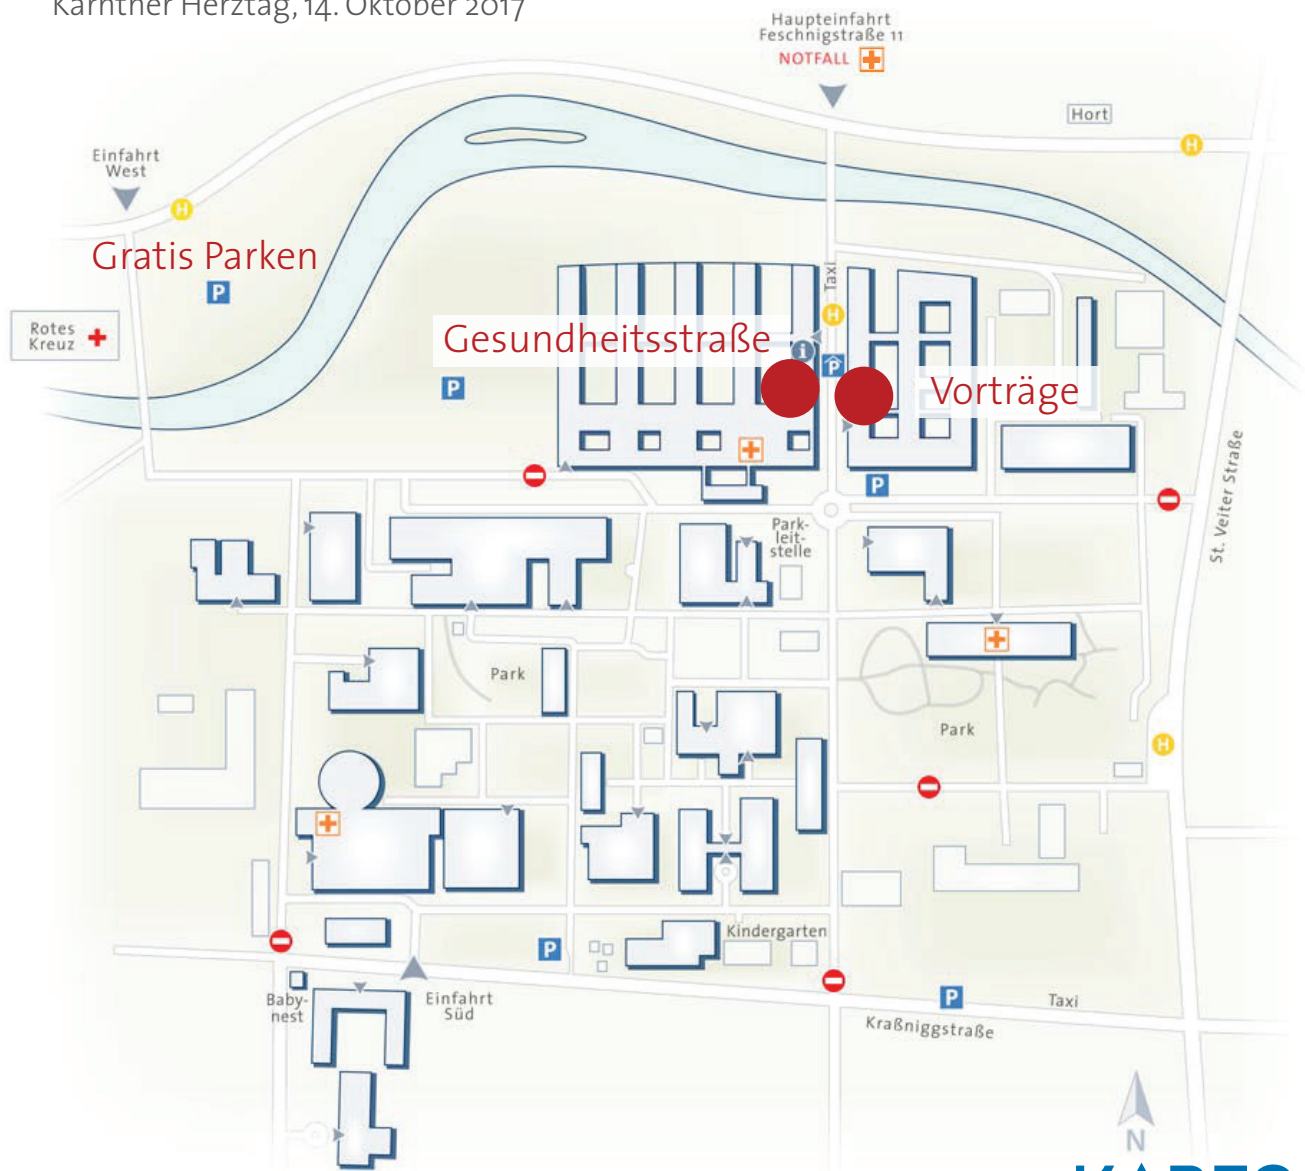 Kärntner Herztag, 14. Oktober 2017
Haupteinfahrt
Feschnigstraße 11
NOTFALL
Hort
H
Einfahrt
West
H
Gratis Parken
P
Rotes
Kreuz
Taxi
H
Gesundheitsstraße
i
P
P
Vorträge
St. Veiter Straße
P
Park-
leit-
stelle
Park
Park
H
Kindergarten
P
Baby-
nest
Einfahrt
Süd
P
Taxi
Kraßniggstraße
N